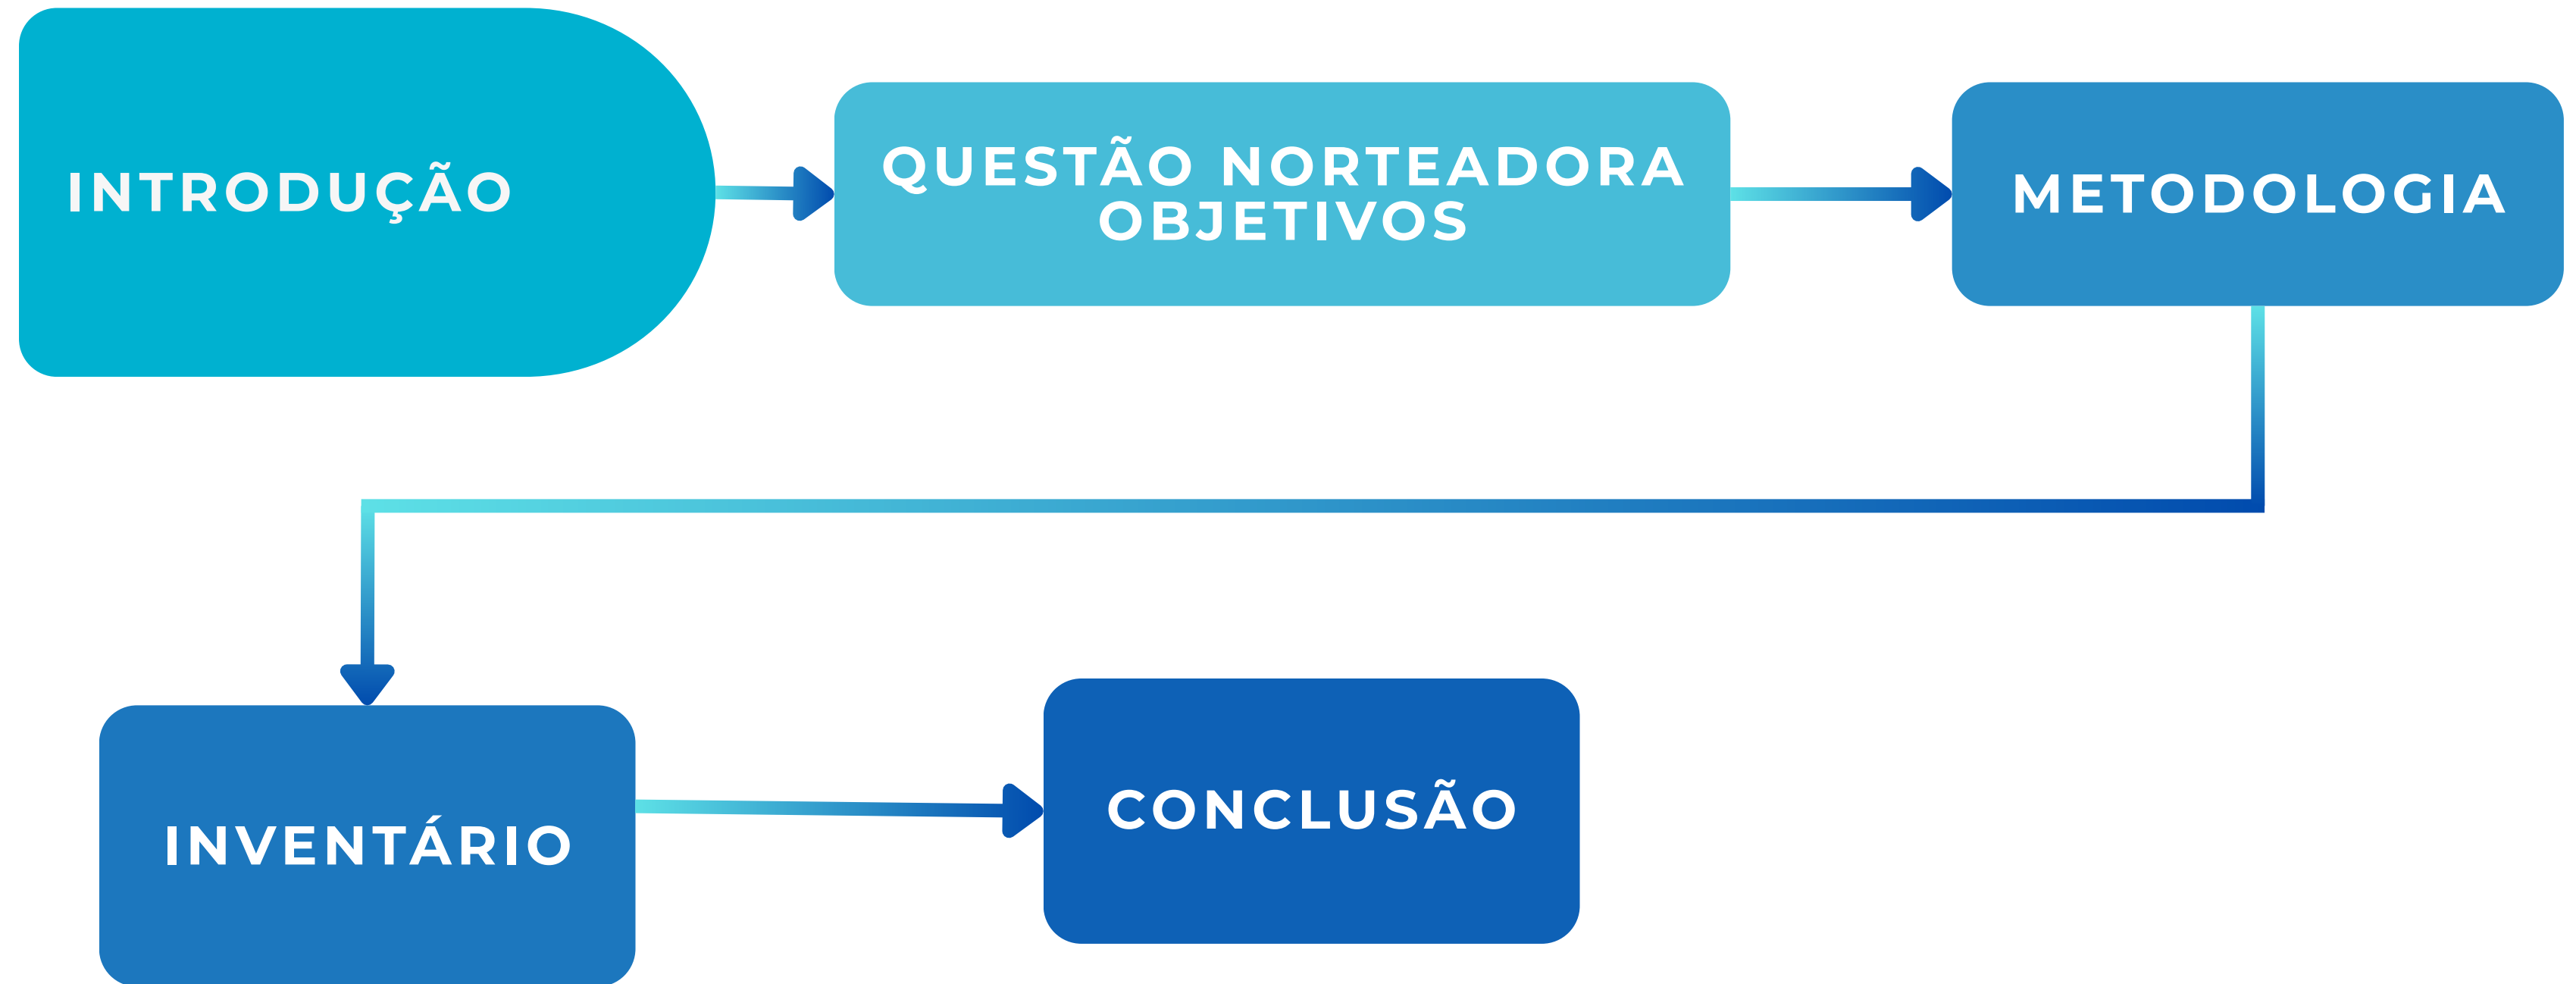 INTRODUÇÃO
QUESTÃO NORTEADORA
OBJETIVOS
METODOLOGIA
INVENTÁRIO
CONCLUSÃO